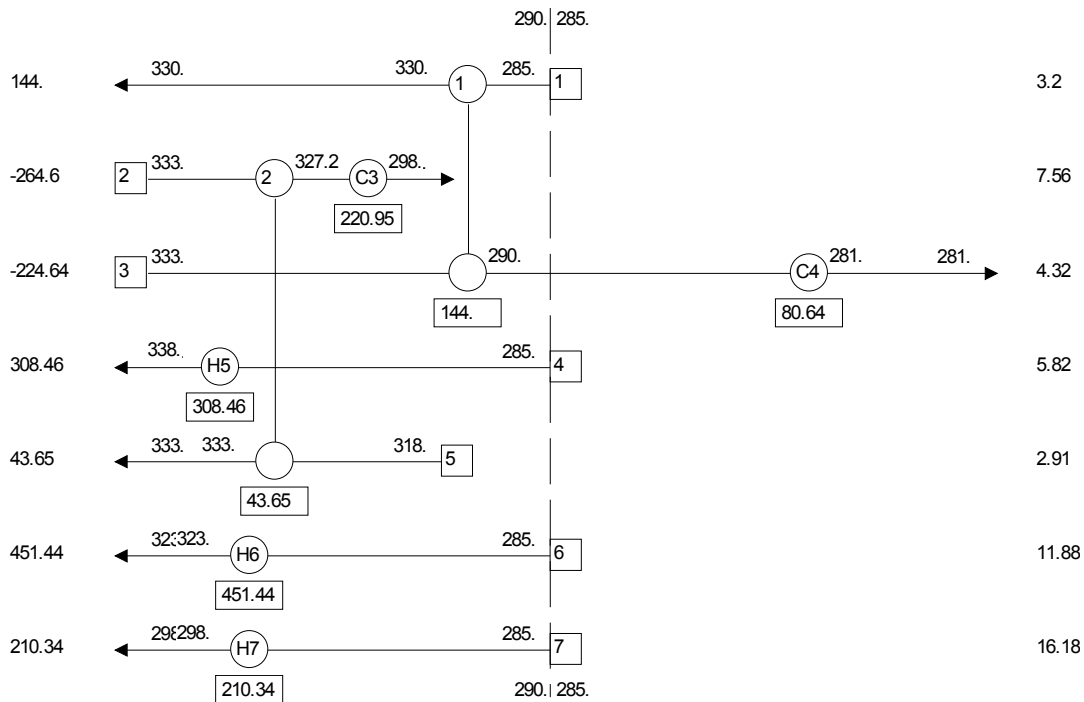 290. 285.
144. 330. 330. 1 285. 1 3.2
-264.6 2 333. 2 327.2 C3 298.. 7.56
220.95
-224.64 3 333. 290. C4 281. 281. 4.32
144. 80.64
308.46 338. H5 285. 4 5.82
308.46
43.65 333. 333. 318. 5 2.91
43.65
451.44 323. H6 285. 6 11.88
451.44
210.34 298. H7 285. 7 16.18
210.34
290. 285.